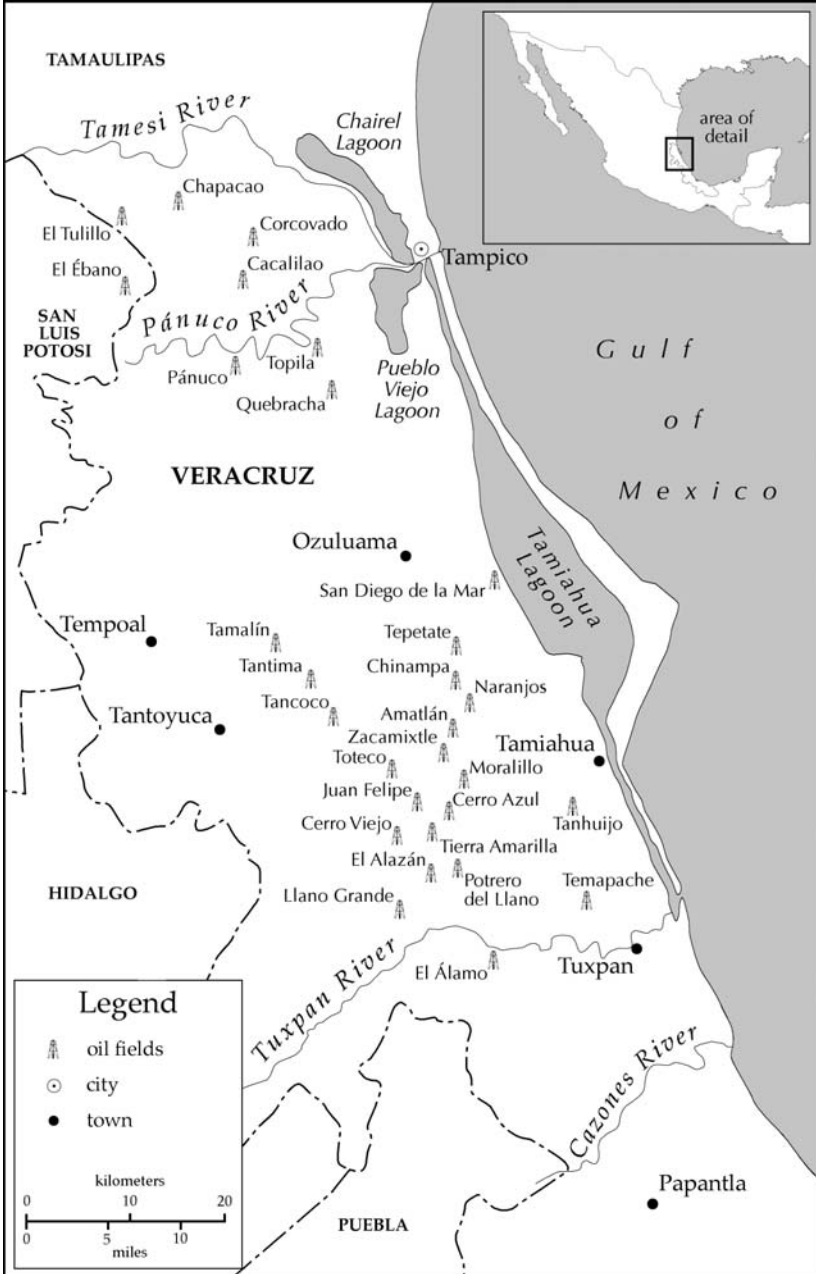 TAMAULIPAS
Tamesi River
Chairel
Lagoon
area of
detail
Chapacao
El Tulillo
Corcovado
El Ébano
Cacalilao
Tampico
SAN
LUIS
POTOSI
Pánuco River
Topila
Pánuco
Quebracha
Pueblo
Viejo
Lagoon
Gulf
of
Mexico
VERACRUZ
Ozuluama
San Diego de la Mar
Tamiahua
Lagoon
Tempoal
Tamalín
Tepetate
Tantima
Chinampa
Naranjos
Tancoco
Tantoyuca
Amatlán
Zacamixtle
Tamiahua
Toteco
Moralillo
Juan Felipe
Cerro Azul
Tanhuijo
Cerro Viejo
Tierra Amarilla
El Alazán
Potrero
del Llano
Temapache
HIDALGO
Llano Grande
Tuxpan River
El Álamo
Tuxpan
Cazones River
Papantla
PUEBLA
Legend
oil fields
city
town
kilometers
0 10 20
0 5 10
miles